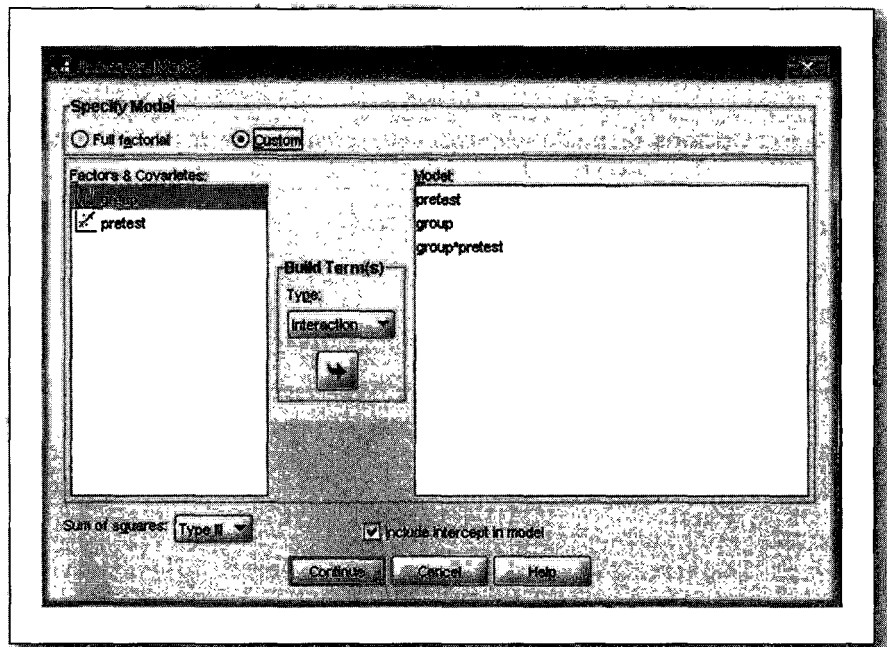 Specify Model
Full factorial
Custom
Factors & Covariates:
group
pretest
Build Term(s)
Type:
Interaction
Model:
pretest
group
group*pretest
Sum of squares:
Type III
Include intercept in model
Continue
Cancel
Help